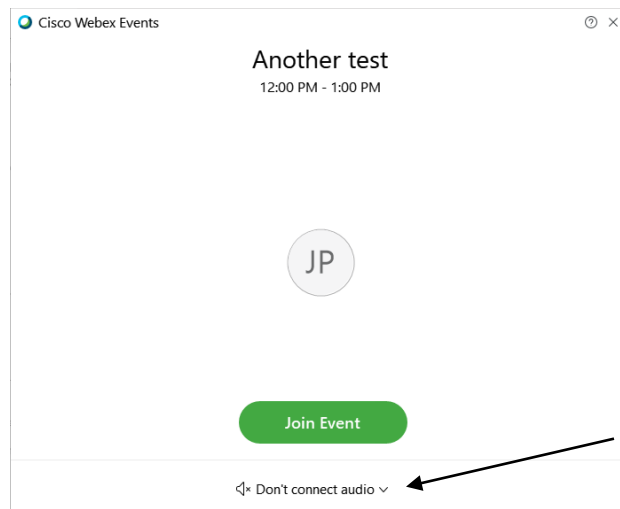 Cisco Webex Events
Another test
12:00 PM - 1:00 PM
JP
Join Event
Don't connect audio